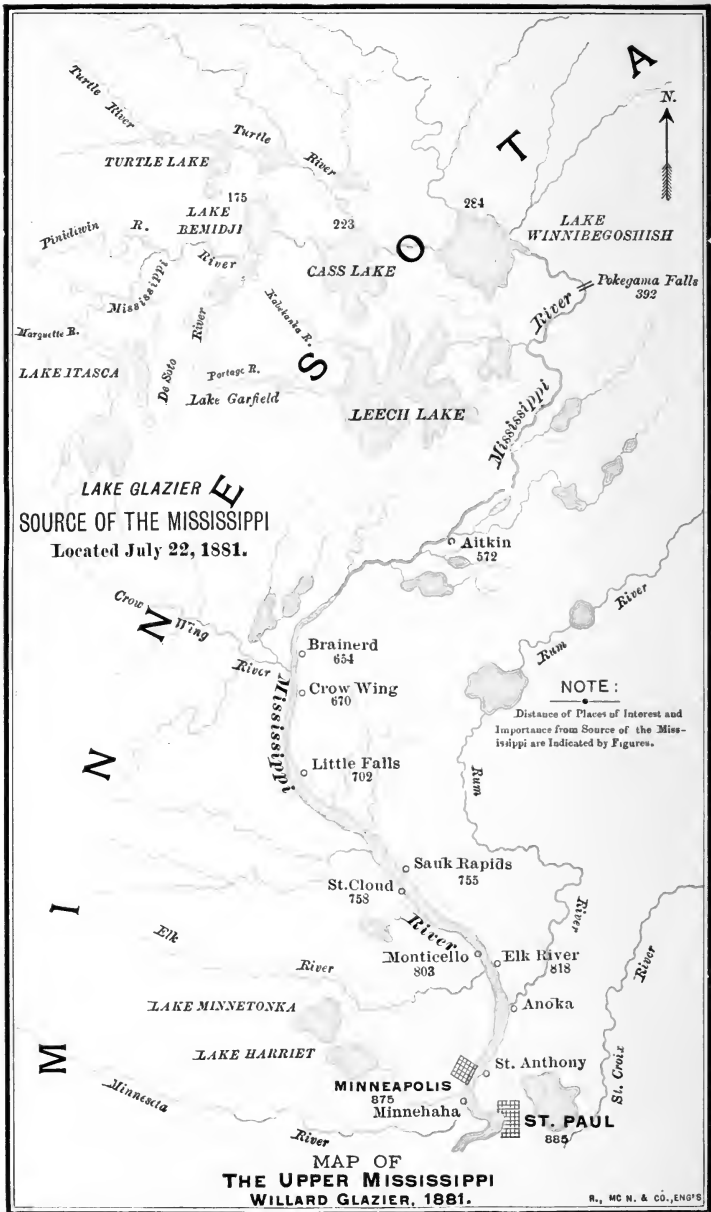 A
N.
T
Turtle River
Turtle River
TURTLE LAKE
175
LAKE
BEMIDJI
223
284
O
LAKE
WINNIBEGOSHISH
Pinidiwin R.
CASS LAKE
Mississippi River
Pokegama Falls
392
Marquette R.
LAKE ITASCA
De Soto River
Kabekanka R.
S
Portage R.
Lake Garfield
LEECH LAKE
Mississippi River
LAKE GLAZIER
E
SOURCE OF THE MISSISSIPPI
Located July 22, 1881.
Aitkin
572
Crow Wing River
N
Brainerd
654
Crow Wing
670
Rum River
NOTE:
Distance of Places of Interest and
Importance from Source of the Miss-
issippi are Indicated by Figures.
Mississippi River
N
Little Falls
702
Rum River
Sauk Rapids
755
St. Cloud
758
I
Elk River
Monticello
803
Elk River
818
Anoka
LAKE MINNETONKA
LAKE HARRIET
St. Croix River
M
St. Anthony
MINNEAPOLIS
875
Minnehaha
Minneseta River
ST. PAUL
885
MAP OF
THE UPPER MISSISSIPPI
WILLARD GLAZIER, 1881.
R., MC N. & CO., ENG'S